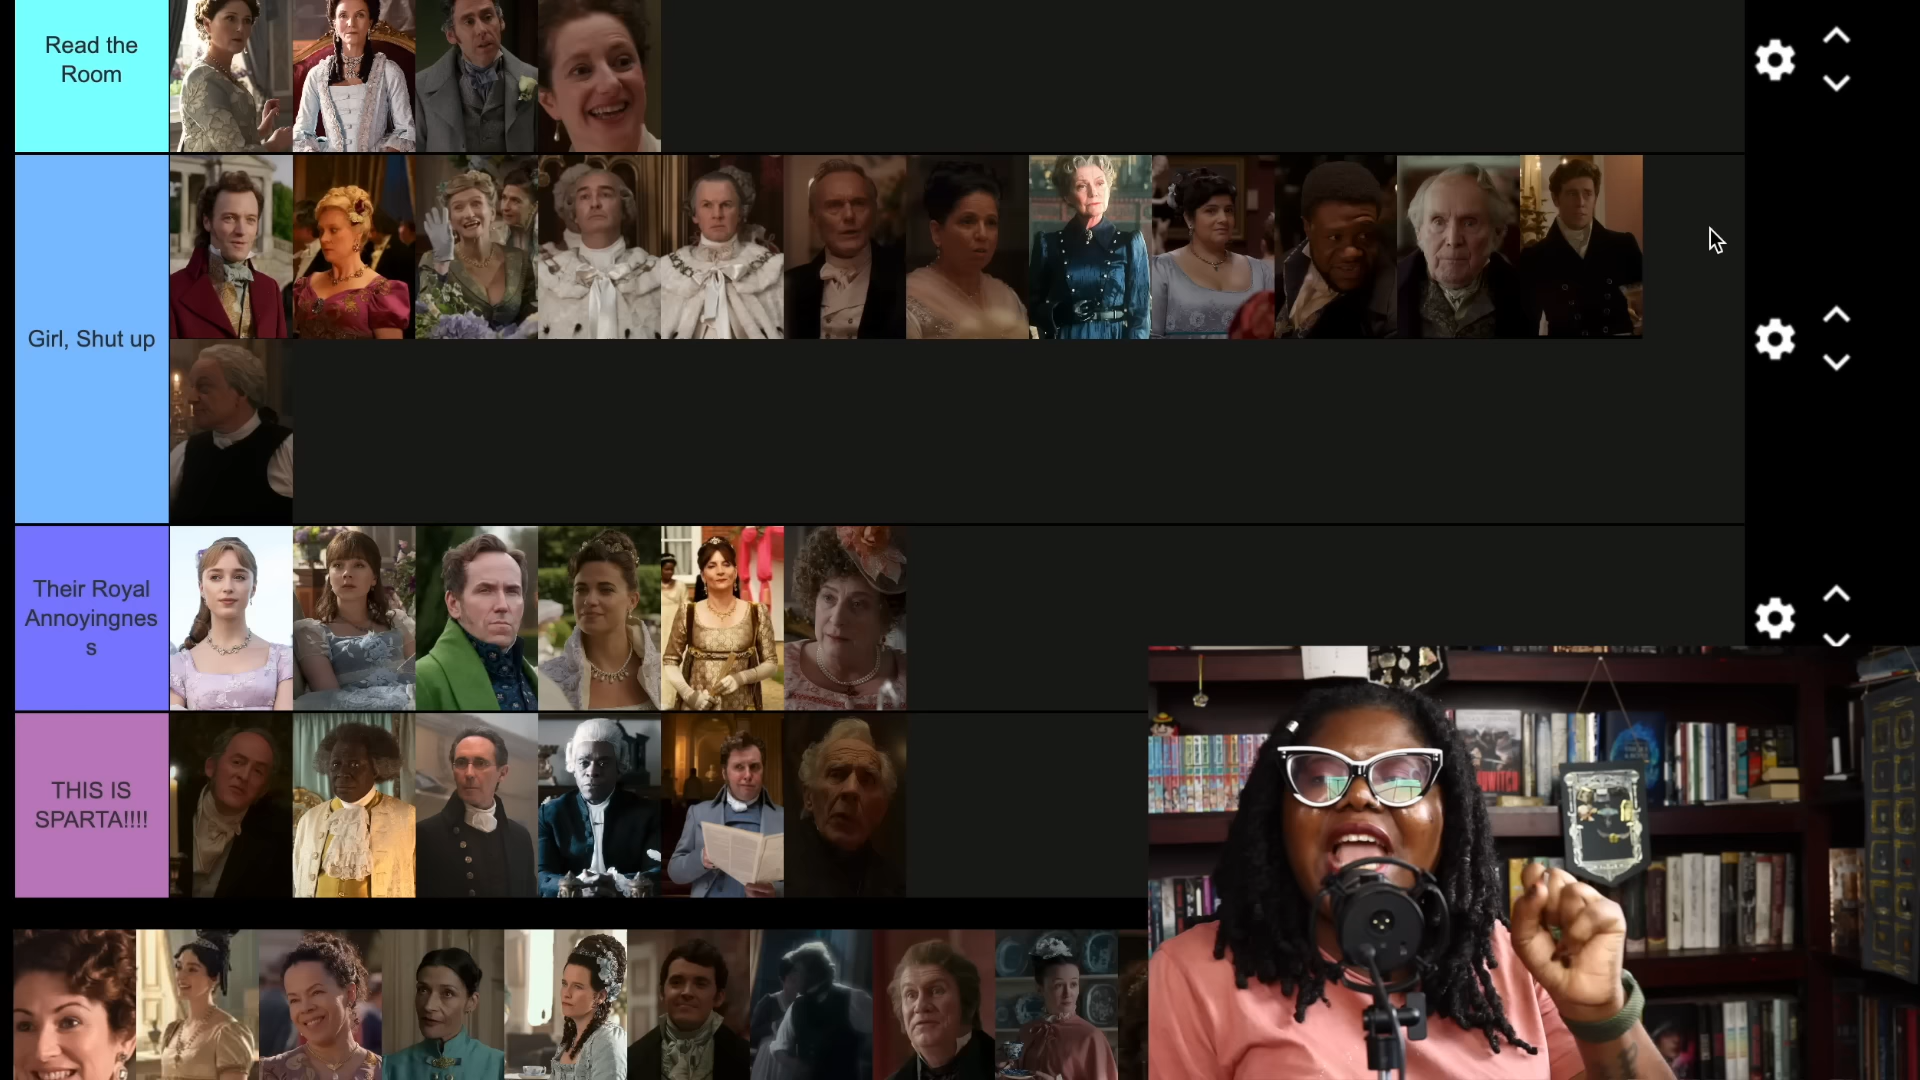 Read the
Room
Girl, Shut up
Their Royal
Annoyingnes
s
THIS IS
SPARTA!!!!